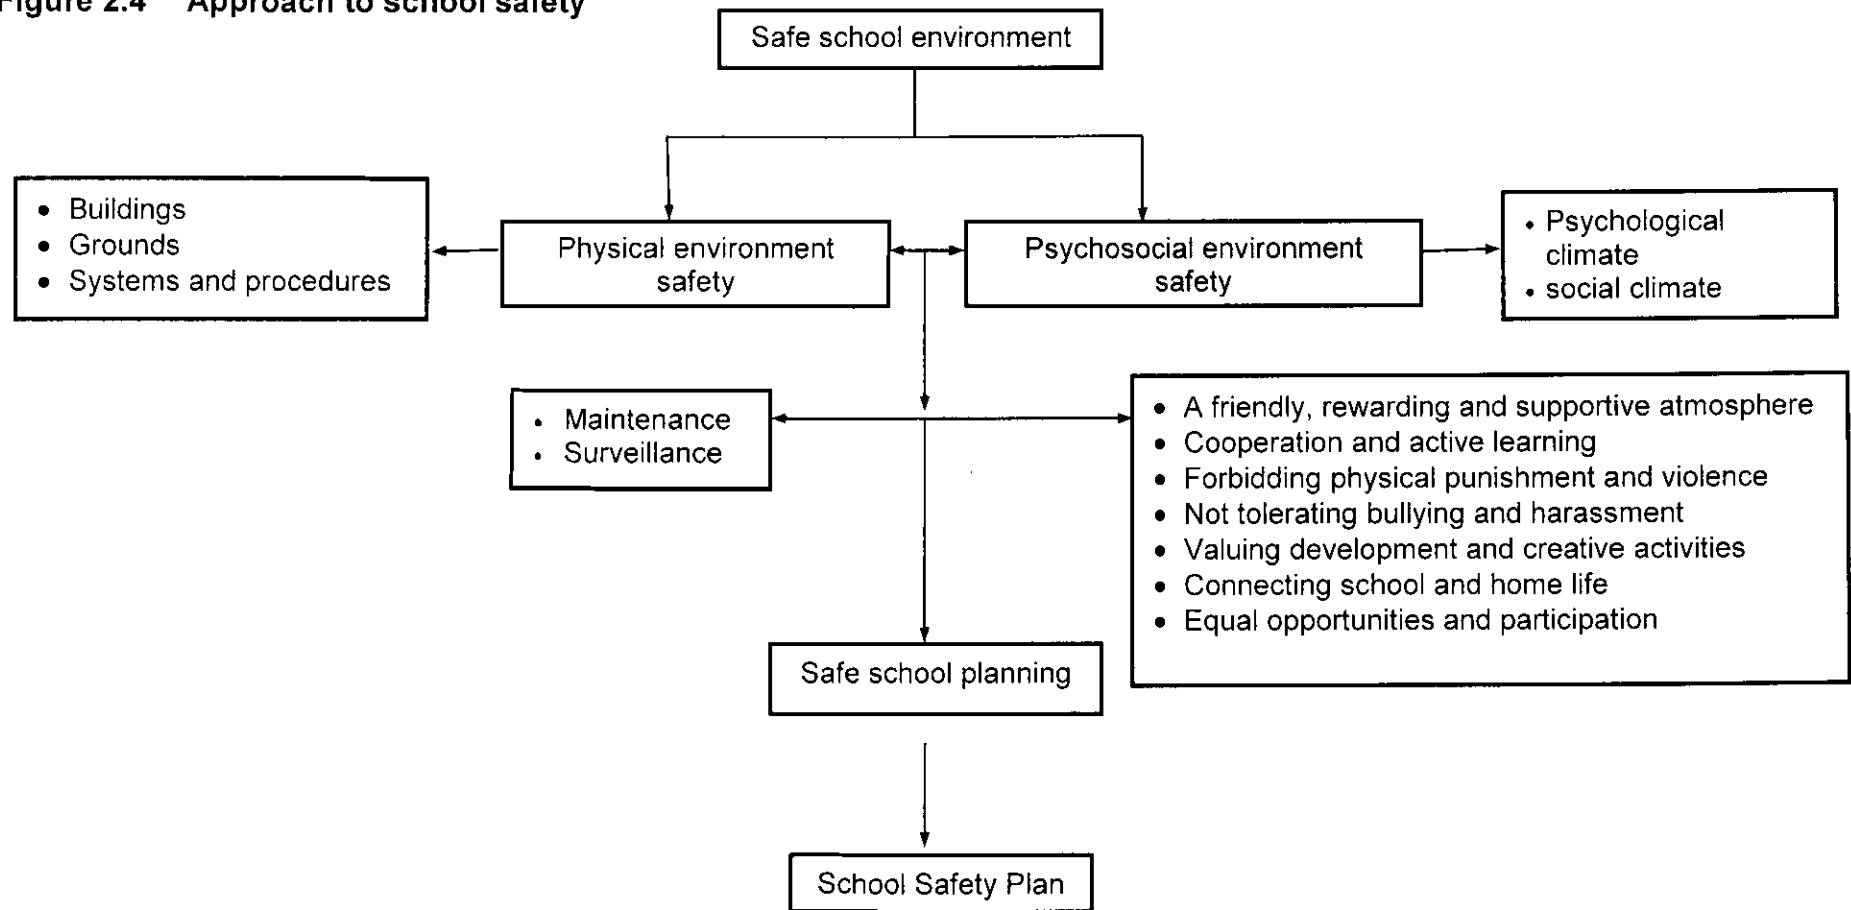 Figure 2.4 Approach to school safety
Safe school environment
• Buildings
• Grounds
• Systems and procedures
Physical environment
safety
Psychosocial environment
safety
• Psychological
climate
• social climate
• Maintenance
• Surveillance
• A friendly, rewarding and supportive atmosphere
• Cooperation and active learning
• Forbidding physical punishment and violence
• Not tolerating bullying and harassment
• Valuing development and creative activities
• Connecting school and home life
• Equal opportunities and participation
Safe school planning
School Safety Plan